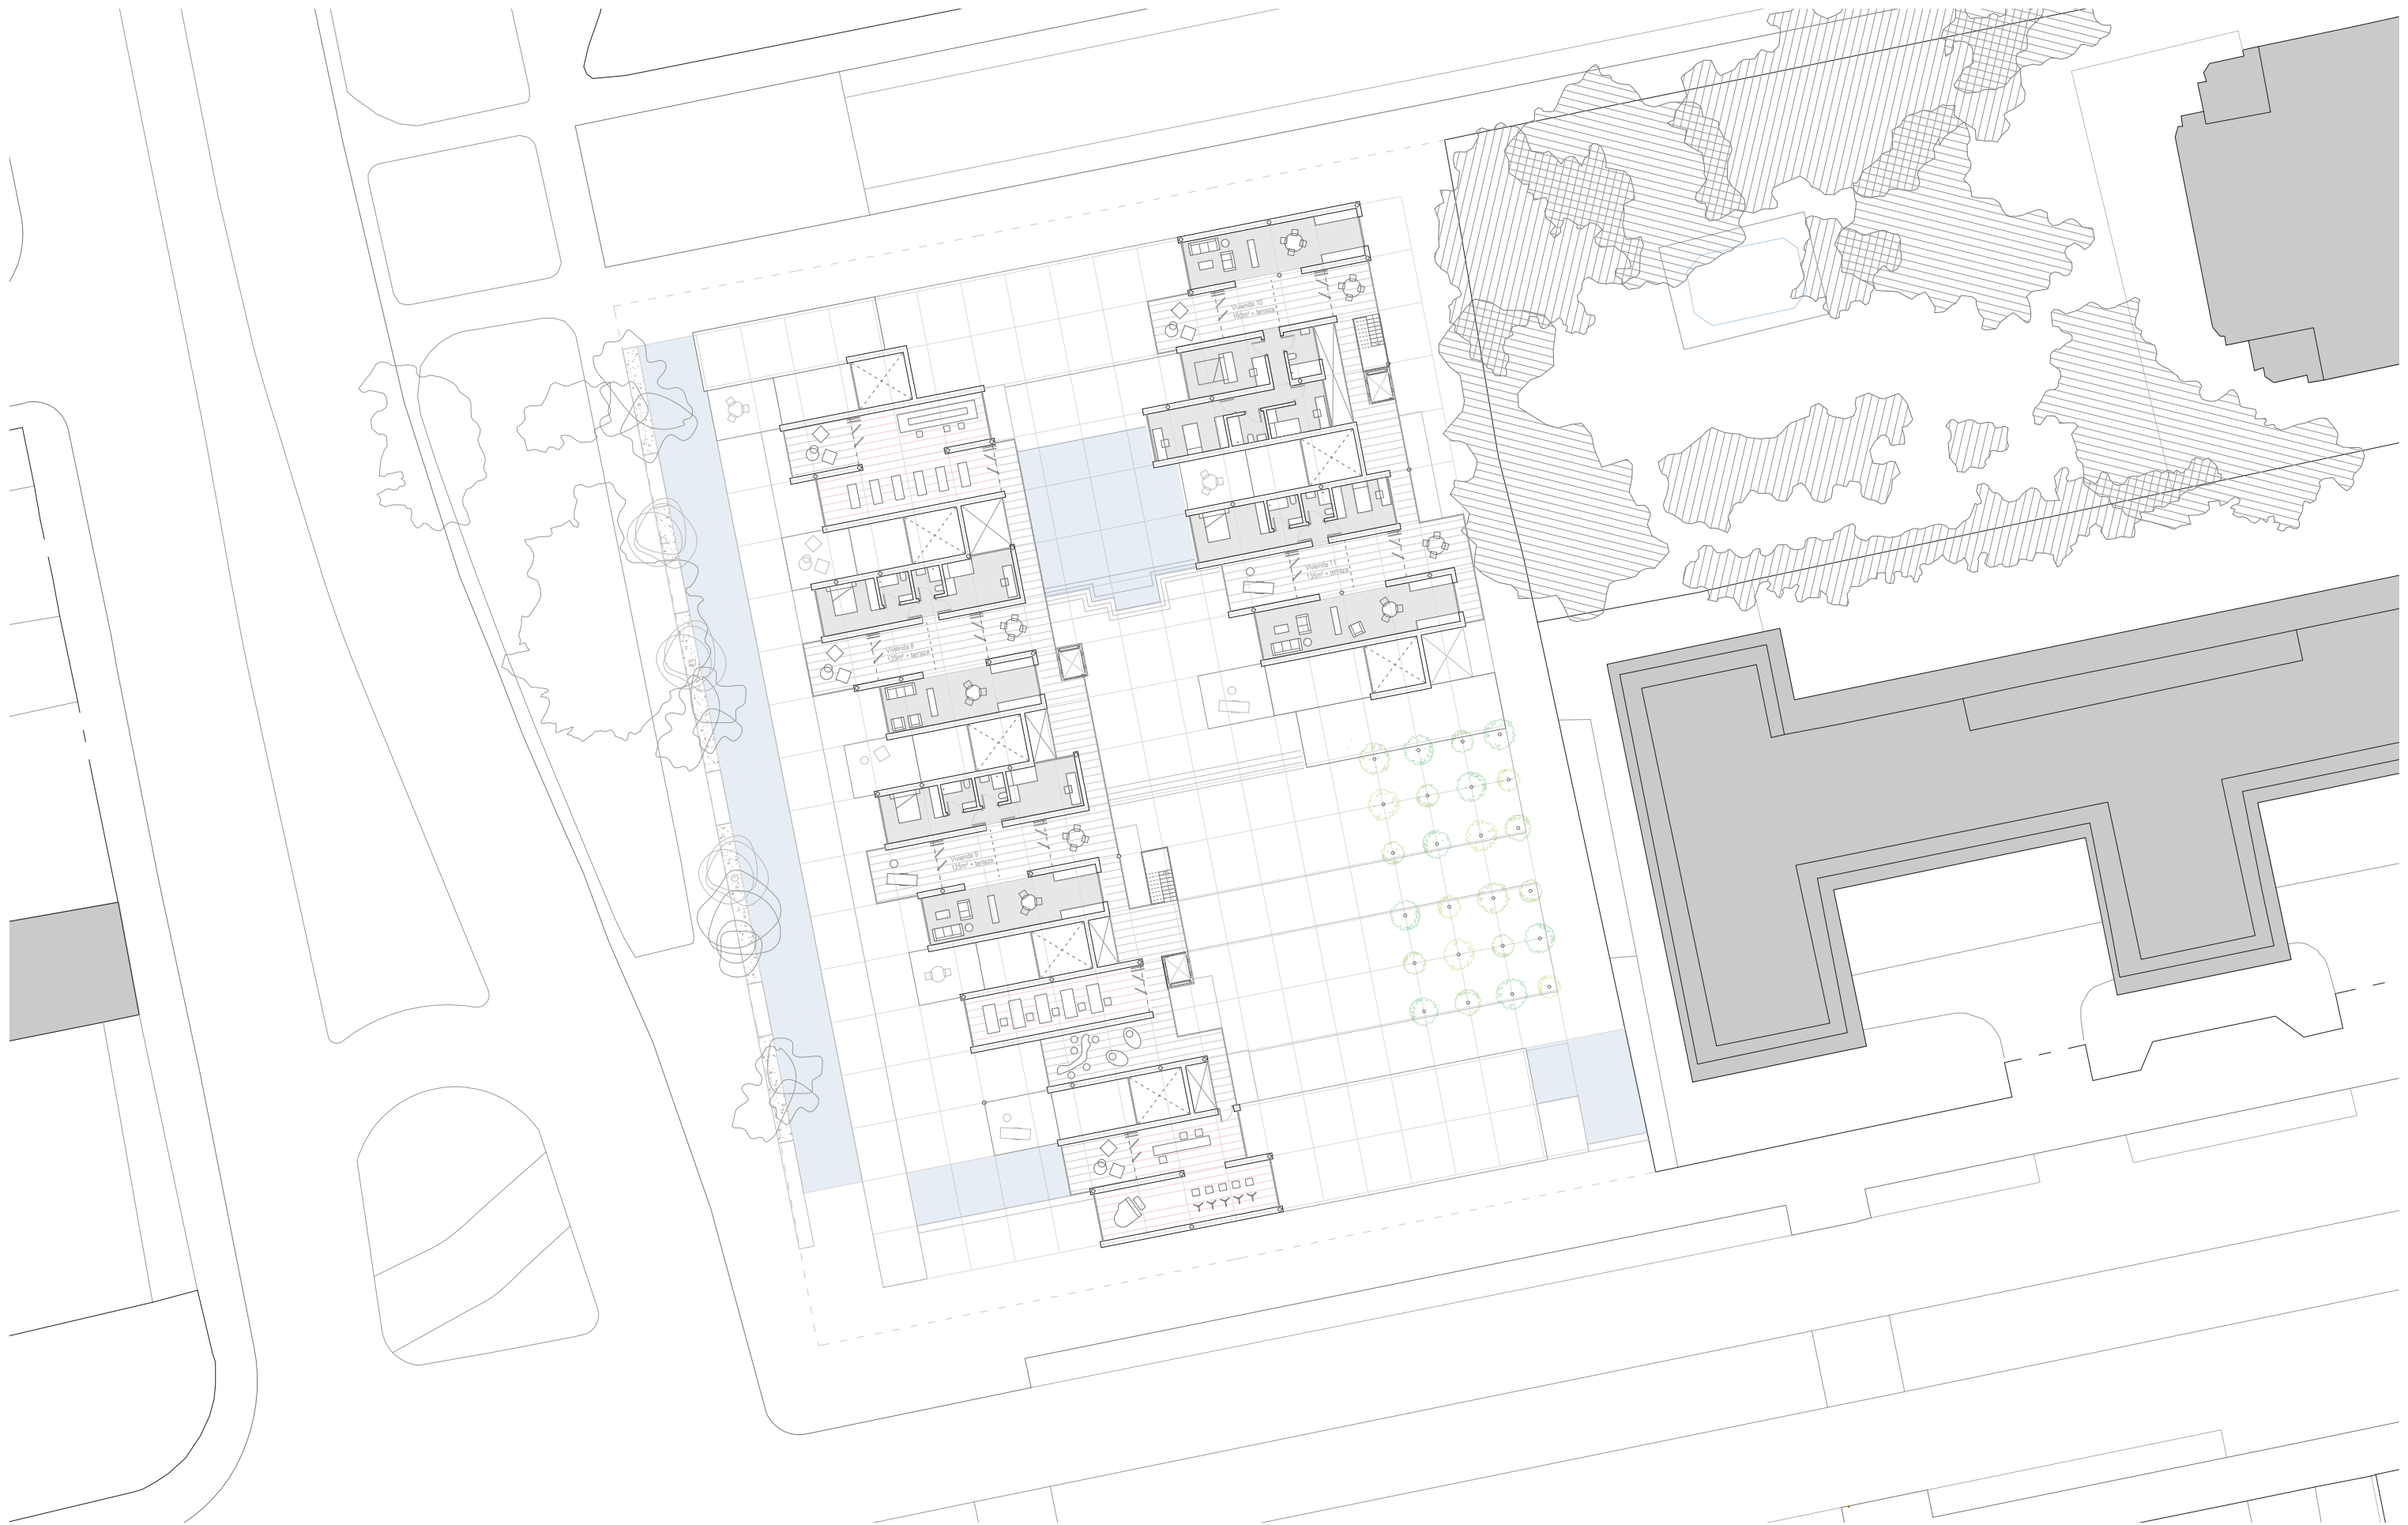 Vivienda 10
150m² + terraza
Vivienda 11
135m² + terraza
Vivienda 8
125m² + terraza
Vivienda 9
125m² + terraza